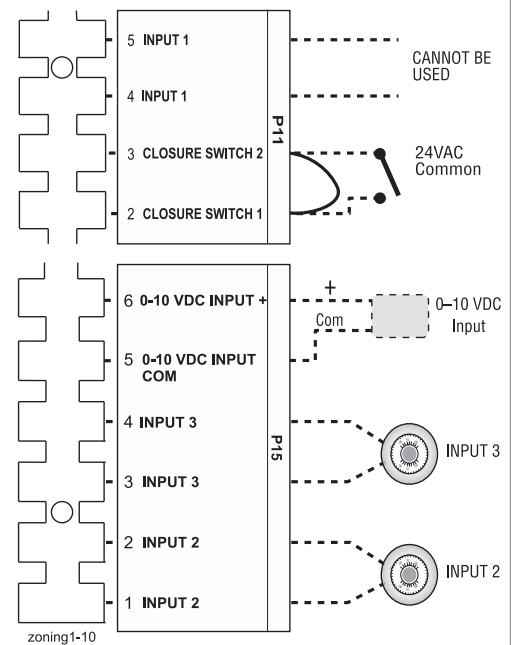 5 INPUT 1
4 INPUT 1
3 CLOSURE SWITCH 2
2 CLOSURE SWITCH 1
P11
CANNOT BE
USED
24VAC
Common
6 0-10 VDC INPUT +
5 0-10 VDC INPUT
COM
4 INPUT 3
3 INPUT 3
2 INPUT 2
1 INPUT 2
P15
+
Com
0–10 VDC
Input
INPUT 3
INPUT 2
zoning1-10